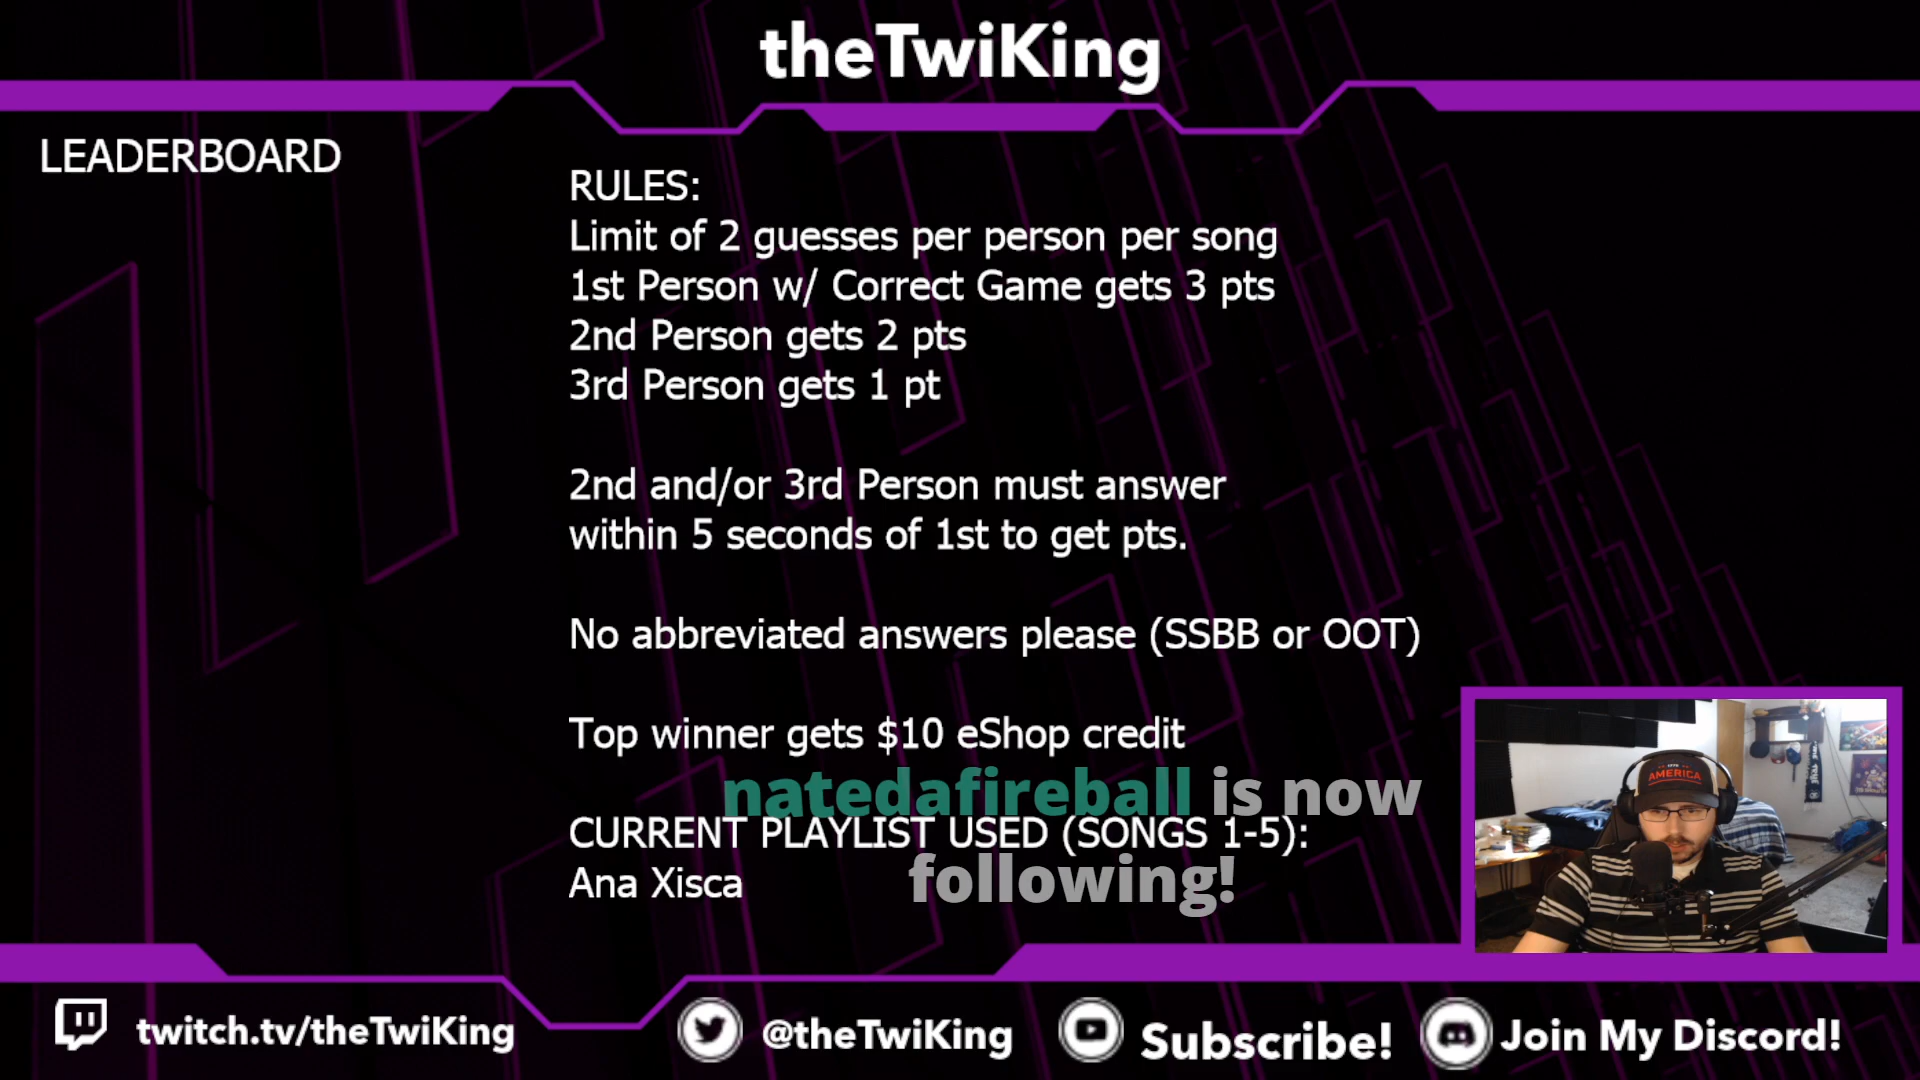 theTwiKing
LEADERBOARD
RULES:
Limit of 2 guesses per person per song
1st Person w/ Correct Game gets 3 pts
2nd Person gets 2 pts
3rd Person gets 1 pt
2nd and/or 3rd Person must answer
within 5 seconds of 1st to get pts.
No abbreviated answers please (SSBB or OOT)
Top winner gets $10 eShop credit
natedafireball is now
following!
CURRENT PLAYLIST USED (SONGS 1-5):
Ana Xisca
AMERICA
twitch.tv/theTwiKing
@theTwiKing
Subscribe!
Join My Discord!